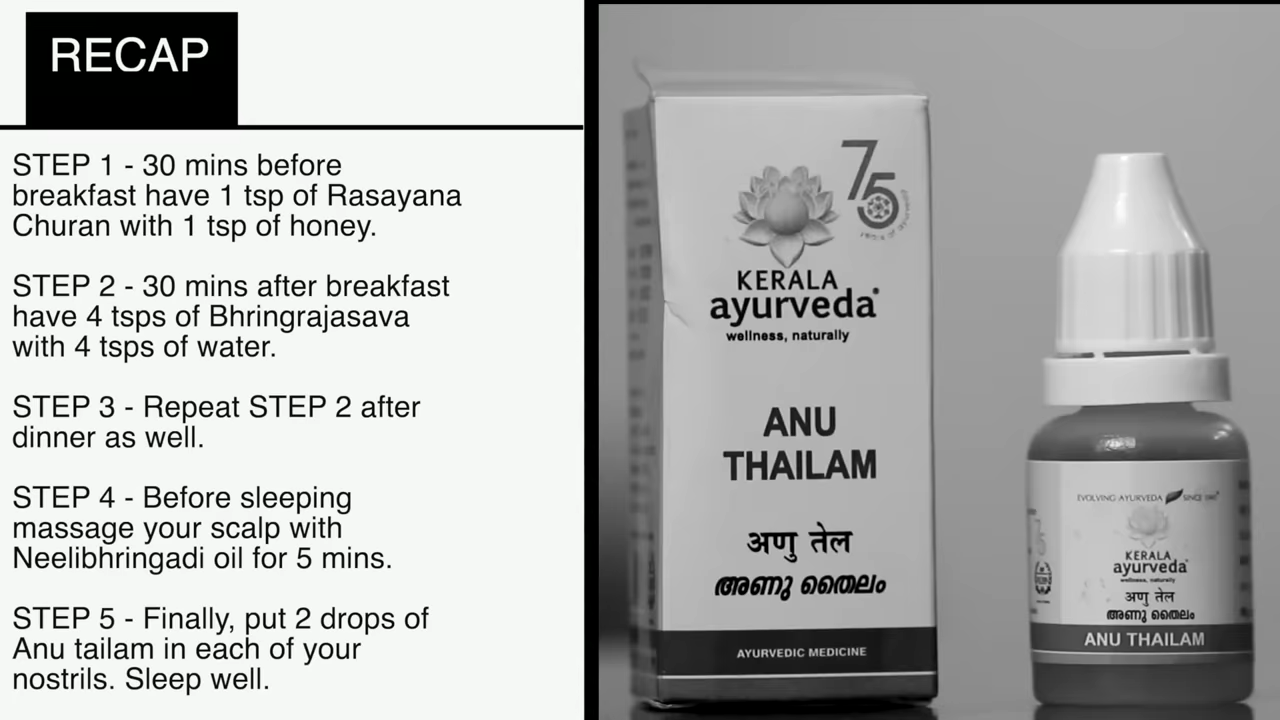 RECAP
STEP 1 - 30 mins before
breakfast have 1 tsp of Rasayana
Churan with 1 tsp of honey.
STEP 2 - 30 mins after breakfast
have 4 tsps of Bhringrajasava
with 4 tsps of water.
STEP 3 - Repeat STEP 2 after
dinner as well.
STEP 4 - Before sleeping
massage your scalp with
Neelibhringadi oil for 5 mins.
STEP 5 - Finally, put 2 drops of
Anu tailam in each of your
nostrils. Sleep well.
75
KERALA
ayurveda
wellness, naturally
ANU
THAILAM
अणु तेल
അണു തൈലം
AYURVEDIC MEDICINE
EVOLVING AYURVEDA SINCE
KERALA
ayurveda
wellness, naturally
अणु तेल
അണു തൈലം
ANU THAILAM